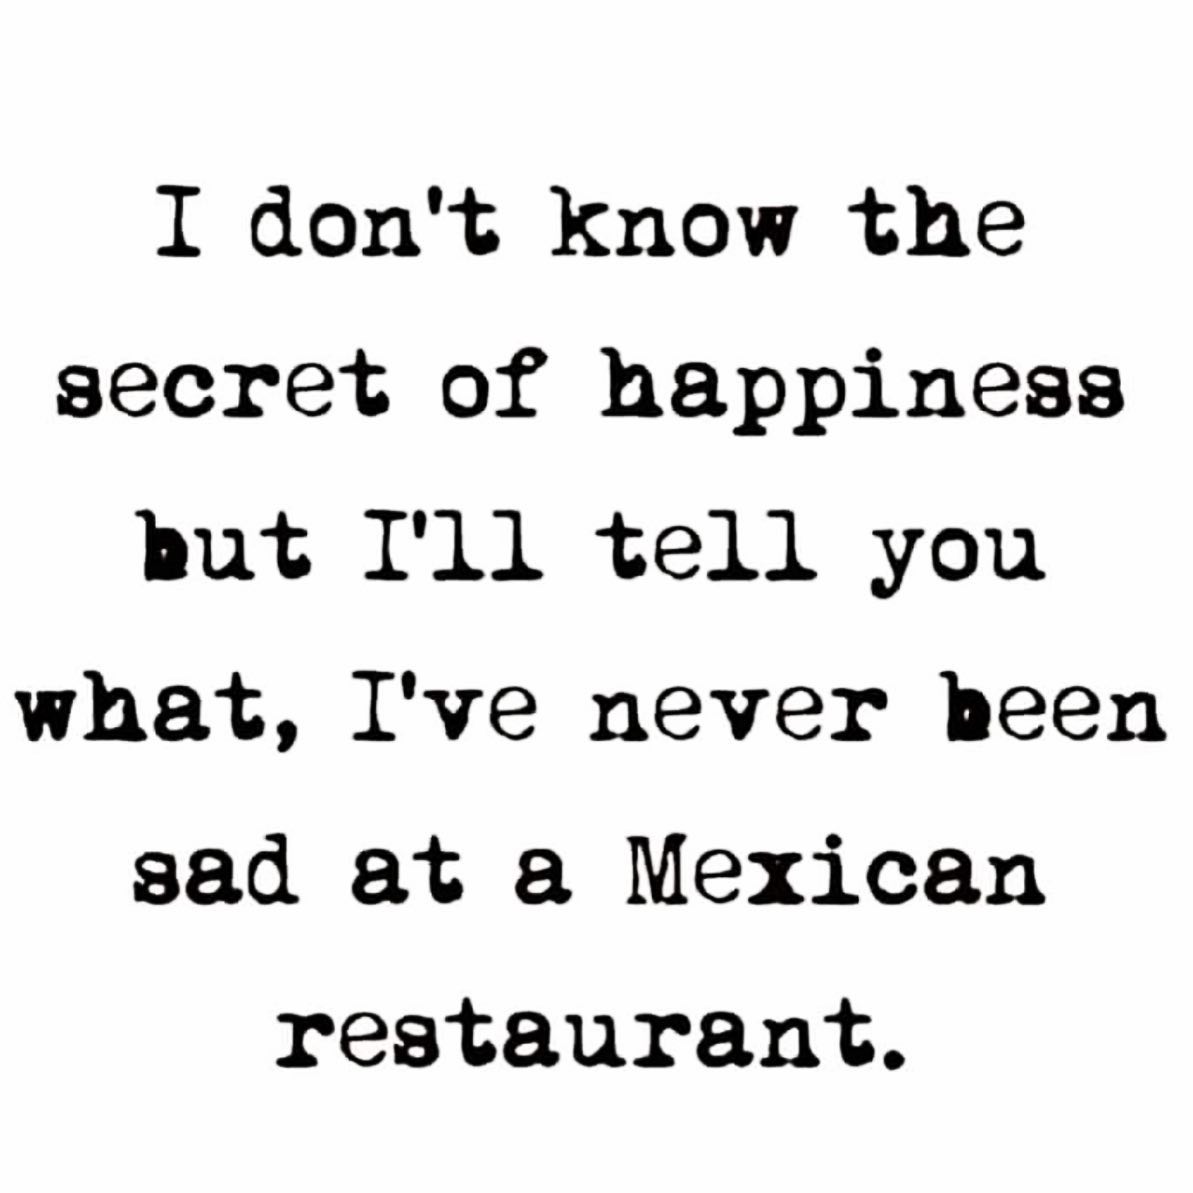 I don't know the
secret of happiness
but I'll tell you
what, I've never been
sad at a Mexican
restaurant.